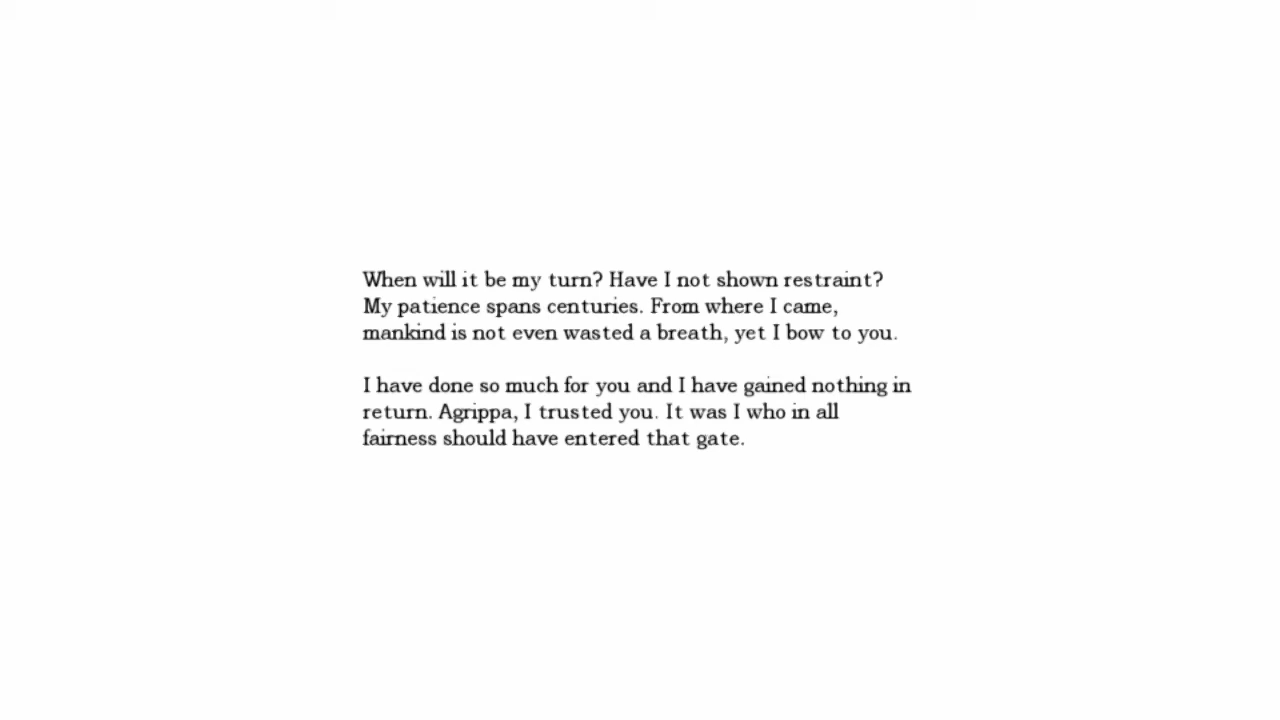 When will it be my turn? Have I not shown restraint?
My patience spans centuries. From where I came,
mankind is not even wasted a breath, yet I bow to you.
I have done so much for you and I have gained nothing in
return. Agrippa, I trusted you. It was I who in all
fairness should have entered that gate.